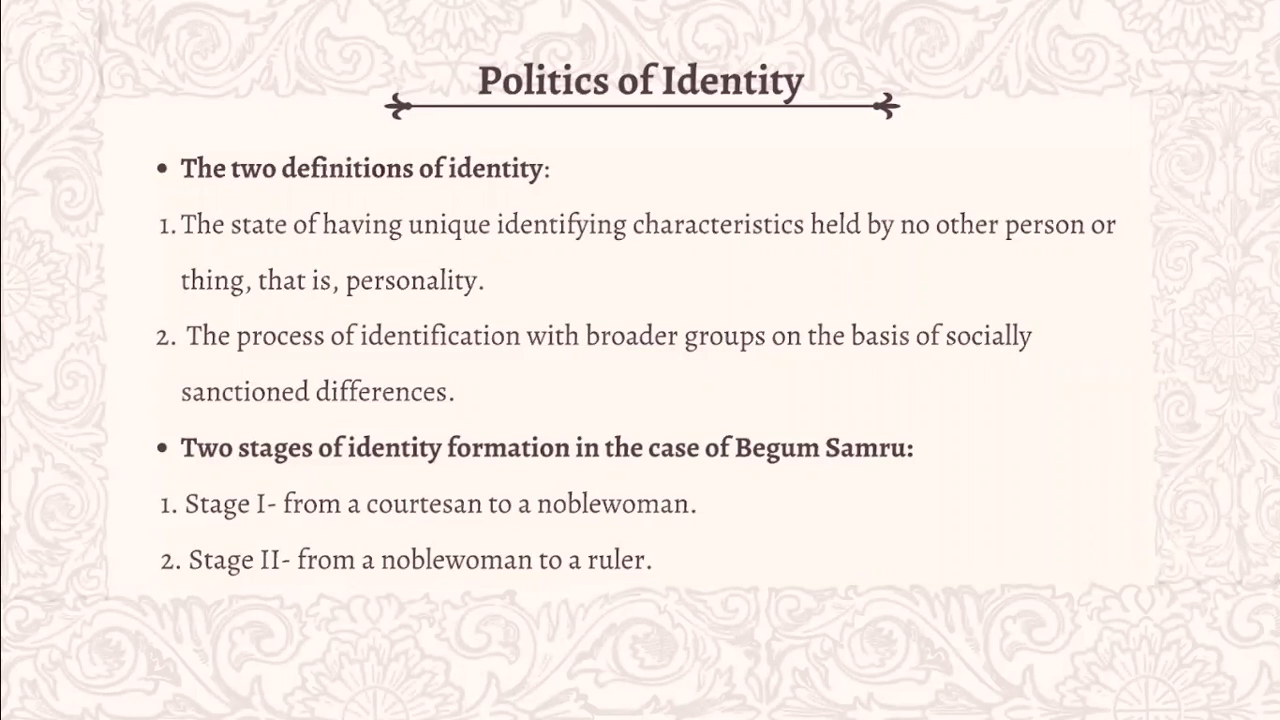 Politics of Identity
• The two definitions of identity:
1. The state of having unique identifying characteristics held by no other person or
thing, that is, personality.
2. The process of identification with broader groups on the basis of socially
sanctioned differences.
• Two stages of identity formation in the case of Begum Samru:
1. Stage I- from a courtesan to a noblewoman.
2. Stage II- from a noblewoman to a ruler.